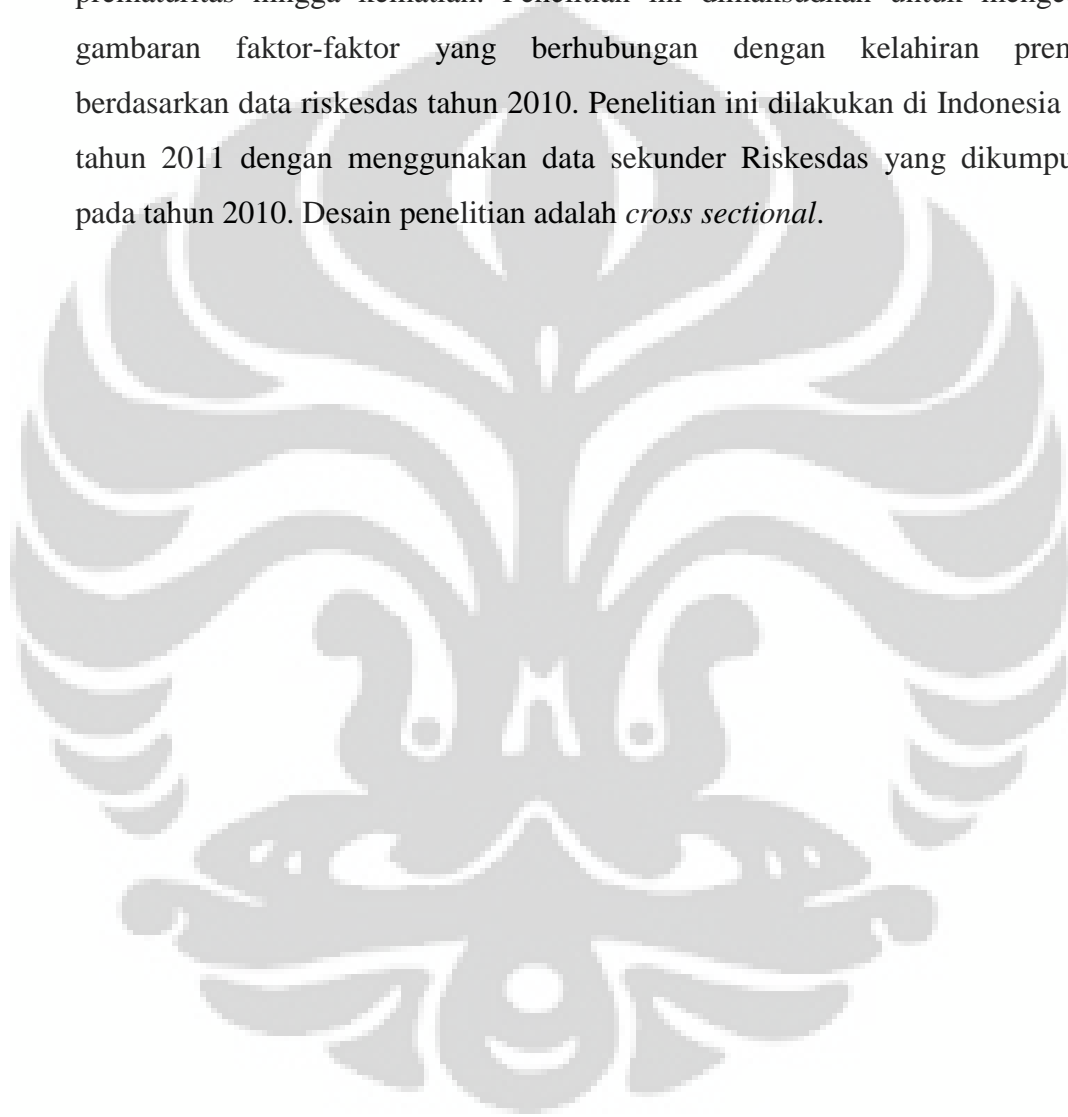 prematuritas hingga kematian. Penelitian ini dimaksudkan untuk menge
gambaran faktor-faktor yang berhubungan dengan kelahiran pren
berdasarkan data riskesdas tahun 2010. Penelitian ini dilakukan di Indonesia
tahun 2011 dengan menggunakan data sekunder Riskesdas yang dikumpu
pada tahun 2010. Desain penelitian adalah cross sectional.